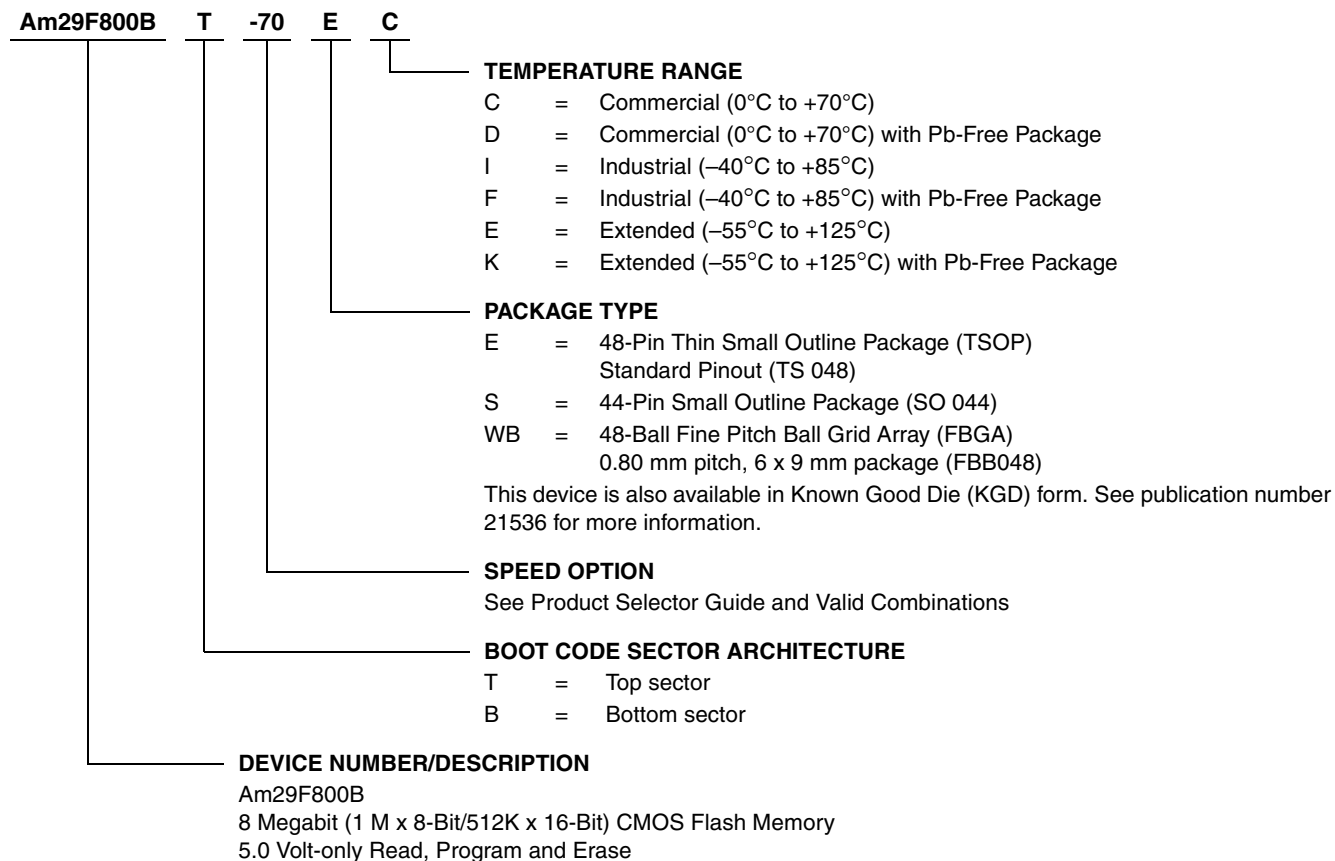 Am29F800B T -70 E C
TEMPERATURE RANGE
C = Commercial (0°C to +70°C)
D = Commercial (0°C to +70°C) with Pb-Free Package
I = Industrial (–40°C to +85°C)
F = Industrial (–40°C to +85°C) with Pb-Free Package
E = Extended (–55°C to +125°C)
K = Extended (–55°C to +125°C) with Pb-Free Package
PACKAGE TYPE
E = 48-Pin Thin Small Outline Package (TSOP)
Standard Pinout (TS 048)
S = 44-Pin Small Outline Package (SO 044)
WB = 48-Ball Fine Pitch Ball Grid Array (FBGA)
0.80 mm pitch, 6 x 9 mm package (FBB048)
This device is also available in Known Good Die (KGD) form. See publication number
21536 for more information.
SPEED OPTION
See Product Selector Guide and Valid Combinations
BOOT CODE SECTOR ARCHITECTURE
T = Top sector
B = Bottom sector
DEVICE NUMBER/DESCRIPTION
Am29F800B
8 Megabit (1 M x 8-Bit/512K x 16-Bit) CMOS Flash Memory
5.0 Volt-only Read, Program and Erase